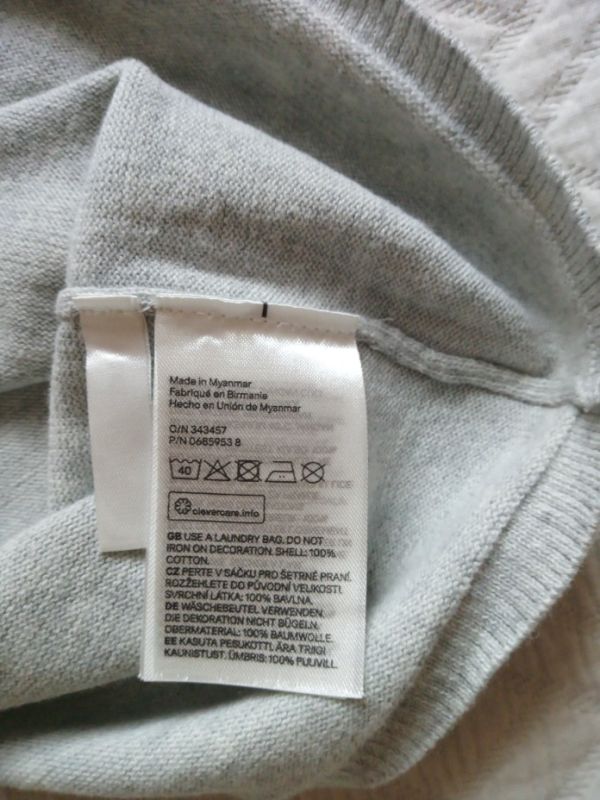 Made in Myanmar
Fabriqué en Birmanie
Hecho en Unión de Myanmar
O/N 343457
P/N 0685953 8
40
clevercare.info
GB USE A LAUNDRY BAG. DO NOT
IRON ON DECORATION. SHELL: 100%
COTTON.
CZ PERTE V SÁČKU PRO ŠETRNÉ PRANÍ.
ROZŽEHLETE DO PŮVODNÍ VELIKOSTI.
SVRCHNÍ LÁTKA: 100% BAVLNA.
DE WÄSCHEBEUTEL VERWENDEN.
DIE DEKORATION NICHT BÜGELN.
OBERMATERIAL: 100% BAUMWOLLE.
EE KASUTA PESUKOTTI. ÄRA TRIIGI
KAUNISTUST. ÜMBRIS: 100% PUUVILL.